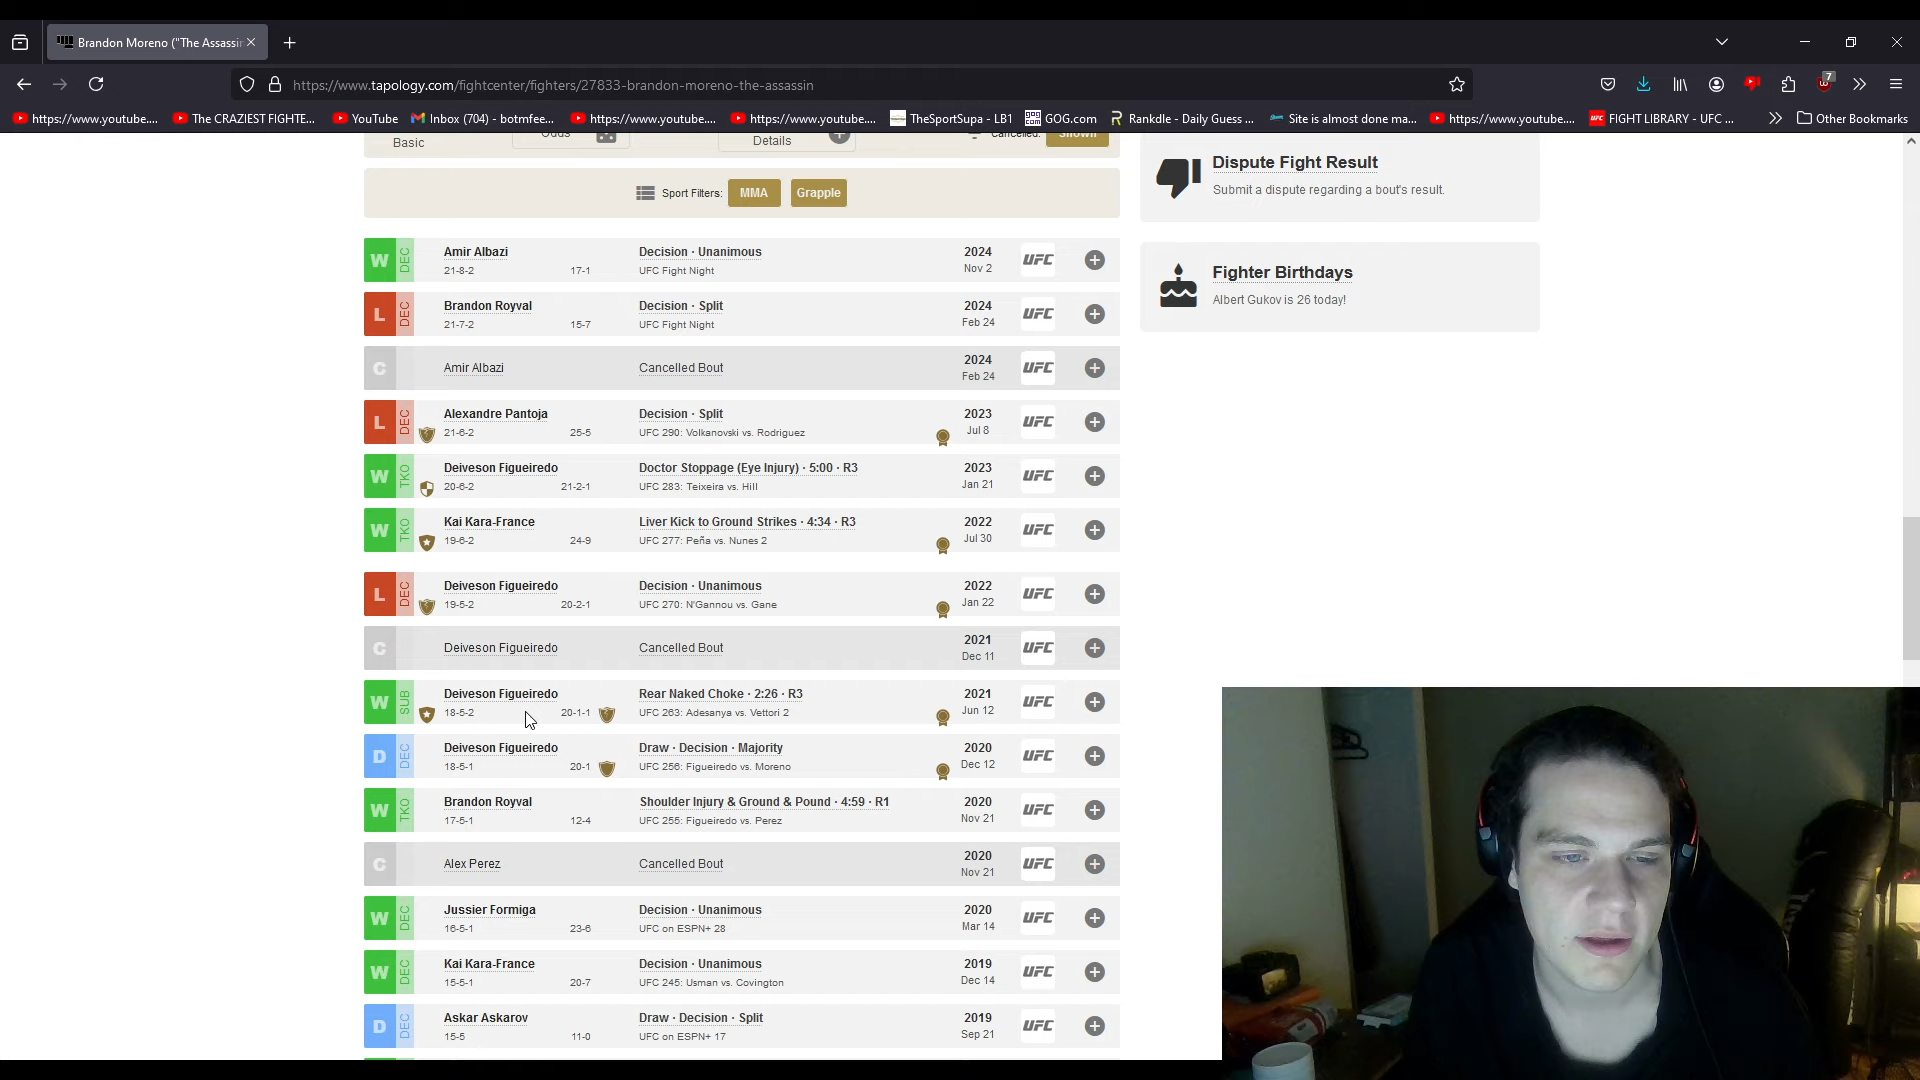 Brandon Moreno ("The Assassin
https://www.tapology.com/fightcenter/fighters/27833-brandon-moreno-the-assassin
7
https://www.youtube.... The CRAZIEST FIGHTE... YouTube Inbox (704) - botmfee... https://www.youtube.... TheSportSupa - LB1 GOG.com Rankdle - Daily Guess ... Site is almost done ma... https://www.youtube.... UFC FIGHT LIBRARY - UFC ... Other Bookmarks
Basic Odds Details Cancelled: Shown
Sport Filters: MMA Grapple
W DEC Amir Albazi Decision · Unanimous 2024 UFC
21-8-2 17-1 UFC Fight Night Nov 2
L DEC Brandon Royval Decision · Split 2024 UFC
21-7-2 15-7 UFC Fight Night Feb 24
C Amir Albazi Cancelled Bout 2024 UFC
Feb 24
L DEC Alexandre Pantoja Decision · Split 2023 UFC
21-6-2 25-5 UFC 290: Volkanovski vs. Rodriguez Jul 8
W TKO Deiveson Figueiredo Doctor Stoppage (Eye Injury) · 5:00 · R3 2023 UFC
20-6-2 21-2-1 UFC 283: Teixeira vs. Hill Jan 21
W TKO Kai Kara-France Liver Kick to Ground Strikes · 4:34 · R3 2022 UFC
19-6-2 24-9 UFC 277: Peña vs. Nunes 2 Jul 30
L DEC Deiveson Figueiredo Decision · Unanimous 2022 UFC
19-5-2 20-2-1 UFC 270: N'Gannou vs. Gane Jan 22
C Deiveson Figueiredo Cancelled Bout 2021 UFC
Dec 11
W SUB Deiveson Figueiredo Rear Naked Choke · 2:26 · R3 2021 UFC
18-5-2 20-1-1 UFC 263: Adesanya vs. Vettori 2 Jun 12
D DEC Deiveson Figueiredo Draw · Decision · Majority 2020 UFC
18-5-1 20-1 UFC 256: Figueiredo vs. Moreno Dec 12
W TKO Brandon Royval Shoulder Injury & Ground & Pound · 4:59 · R1 2020 UFC
17-5-1 12-4 UFC 255: Figueiredo vs. Perez Nov 21
C Alex Perez Cancelled Bout 2020 UFC
Nov 21
W DEC Jussier Formiga Decision · Unanimous 2020 UFC
16-5-1 23-6 UFC on ESPN+ 28 Mar 14
W DEC Kai Kara-France Decision · Unanimous 2019 UFC
15-5-1 20-7 UFC 245: Usman vs. Covington Dec 14
D DEC Askar Askarov Draw · Decision · Split 2019 UFC
15-5 11-0 UFC on ESPN+ 17 Sep 21
Dispute Fight Result
Submit a dispute regarding a bout's result.
Fighter Birthdays
Albert Gukov is 26 today!